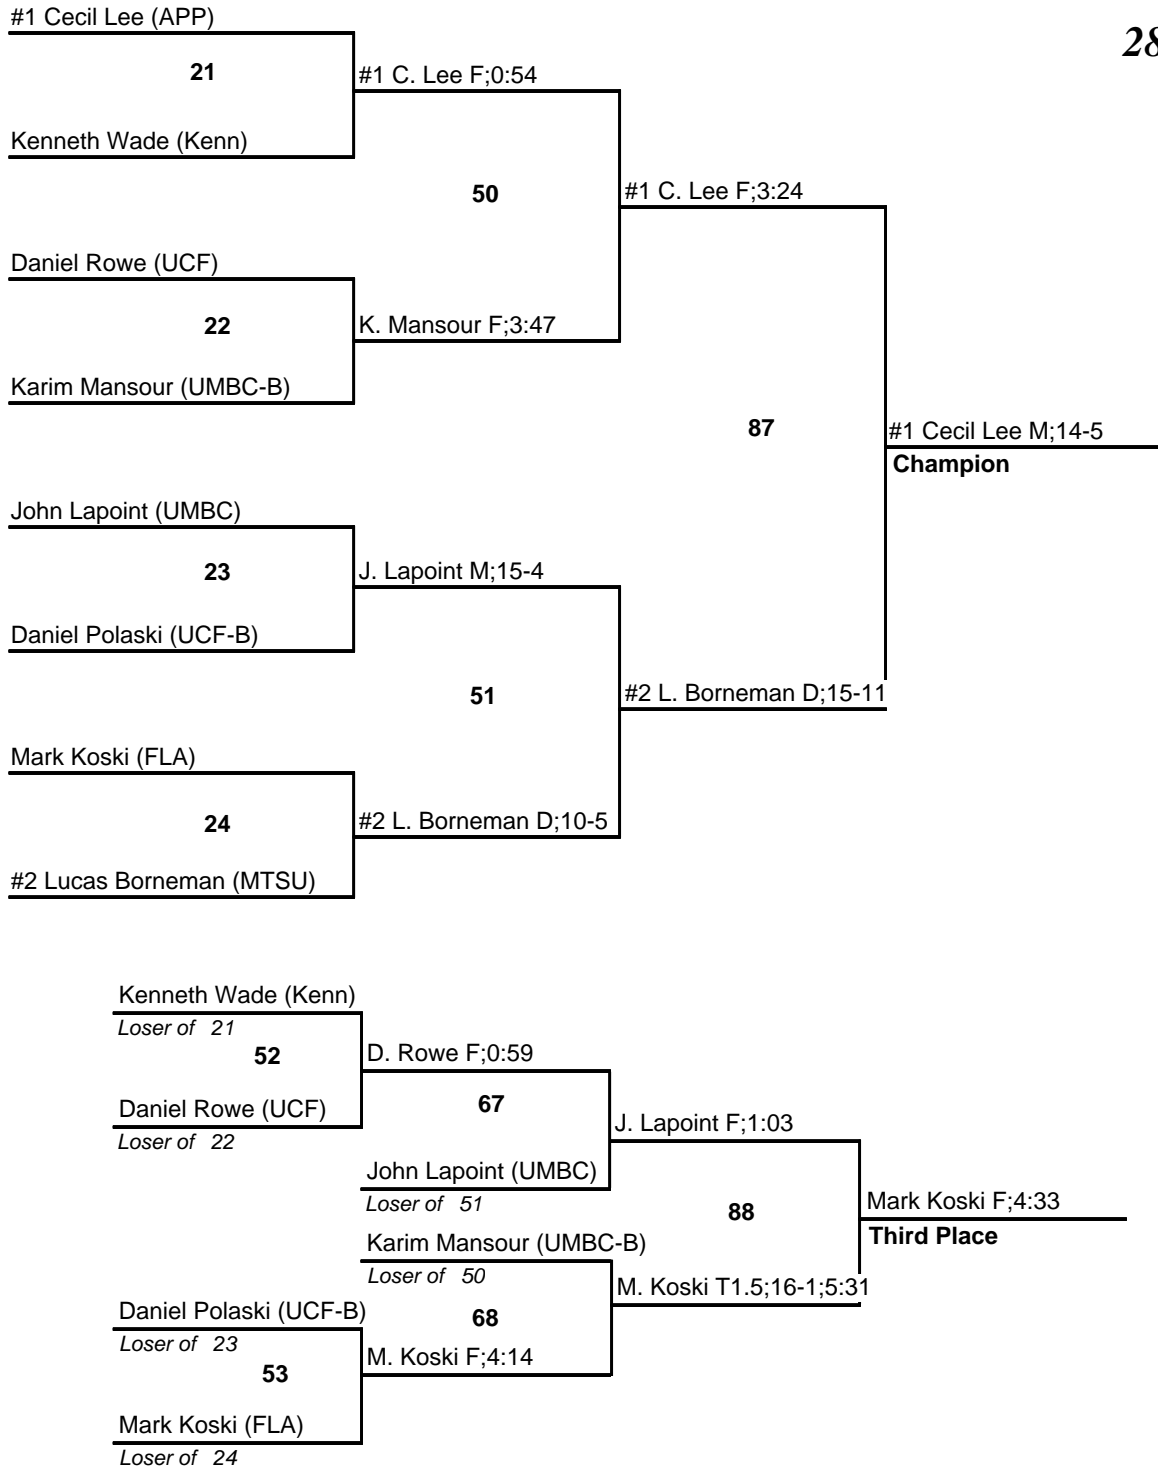 #1 Cecil Lee (APP)
28
21
#1 C. Lee F;0:54
Kenneth Wade (Kenn)
50
#1 C. Lee F;3:24
Daniel Rowe (UCF)
22
K. Mansour F;3:47
Karim Mansour (UMBC-B)
87
#1 Cecil Lee M;14-5
Champion
John Lapoint (UMBC)
23
J. Lapoint M;15-4
Daniel Polaski (UCF-B)
51
#2 L. Borneman D;15-11
Mark Koski (FLA)
24
#2 L. Borneman D;10-5
#2 Lucas Borneman (MTSU)
Kenneth Wade (Kenn)
Loser of 21
52
D. Rowe F;0:59
Daniel Rowe (UCF)
Loser of 22
67
J. Lapoint F;1:03
John Lapoint (UMBC)
Loser of 51
88
Mark Koski F;4:33
Third Place
Karim Mansour (UMBC-B)
Loser of 50
M. Koski T1.5;16-1;5:31
Daniel Polaski (UCF-B)
Loser of 23
68
53
M. Koski F;4:14
Mark Koski (FLA)
Loser of 24